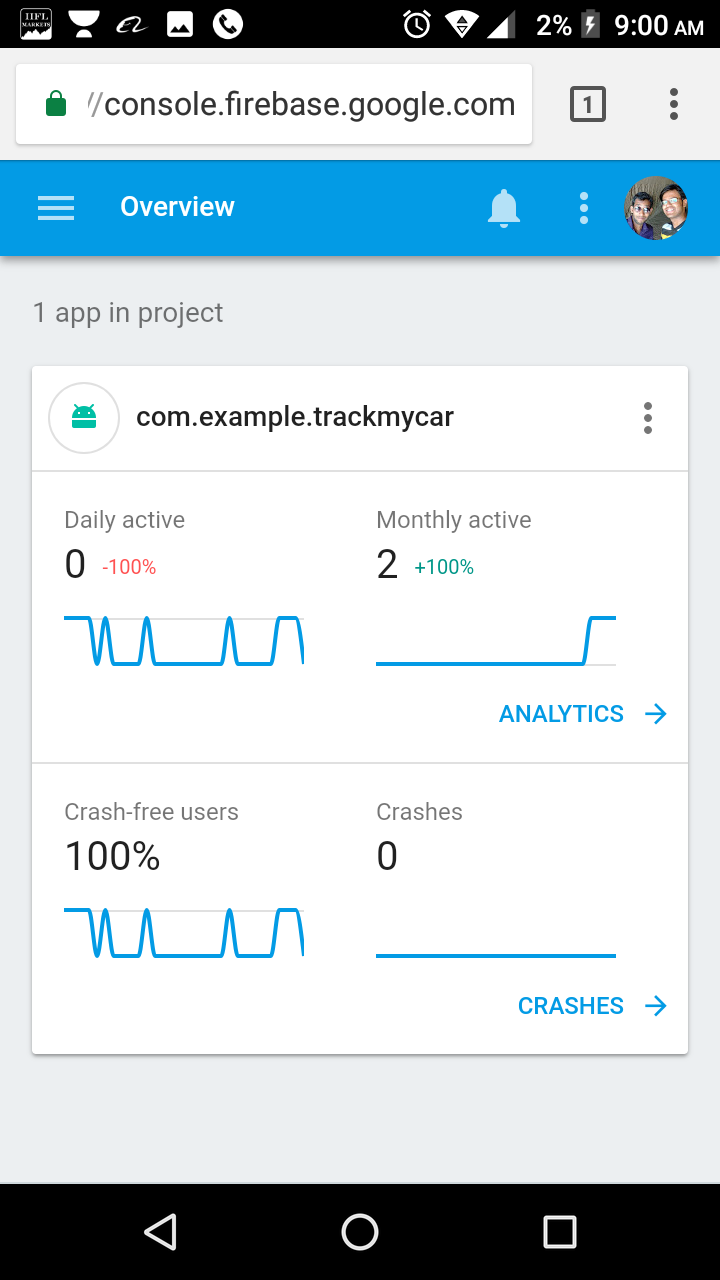 IIFL
MARKETS
2%
9:00 AM
//console.firebase.google.com
1
Overview
1 app in project
com.example.trackmycar
Daily active
Monthly active
0 -100%
2 +100%
ANALYTICS
Crash-free users
Crashes
100%
0
CRASHES